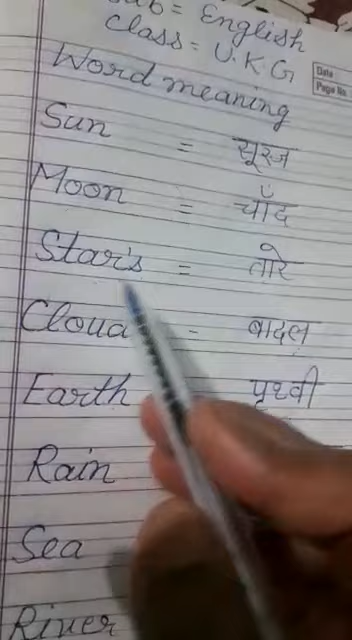 Sub = English
Class = U.K.G
Date
Page No.
Word meaning
Sun = सूरज
Moon = चाँद
Star's = तारे
Cloud = बादल
Earth पृथ्वी
Rain
Sea
River